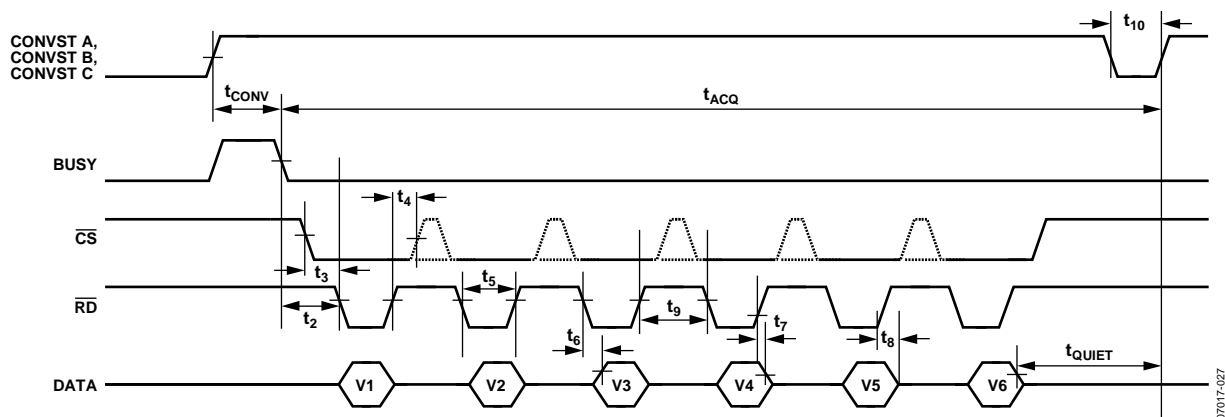 CONVST A,
CONVST B,
CONVST C
t10
tCONV
tACQ
BUSY
CS
t4
t3
t5
RD
t2
t9
t6
t7
t8
tQUIET
DATA
V1
V2
V3
V4
V5
V6
07017-027